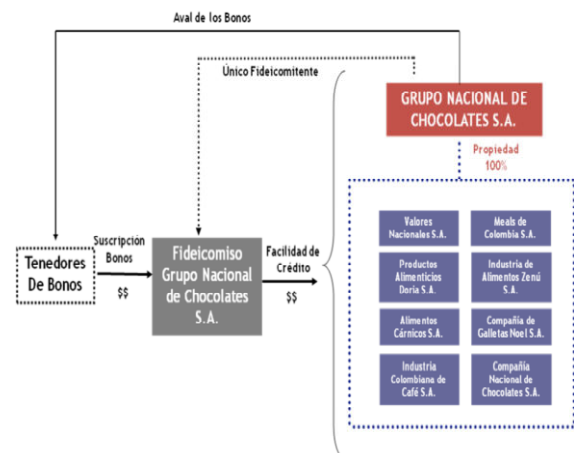 Aval de los Bonos
Único Fideicomitente
GRUPO NACIONAL DE
CHOCOLATES S.A.
Propiedad
100%
Tenedores
De Bonos
Suscripción
Bonos
$$
Fideicomiso
Grupo Nacional
de Chocolates
S.A.
Facilidad de
Crédito
$$
Valores
Nacionales S.A.
Meals de
Colombia S.A.
Productos
Alimenticios
Doria S.A.
Industria de
Alimentos Zenú
S.A.
Alimentos
Cárnicos S.A.
Compañía de
Galletas Noel S.A.
Industria
Colombiana de
Café S.A.
Compañía
Nacional de
Chocolates S.A.